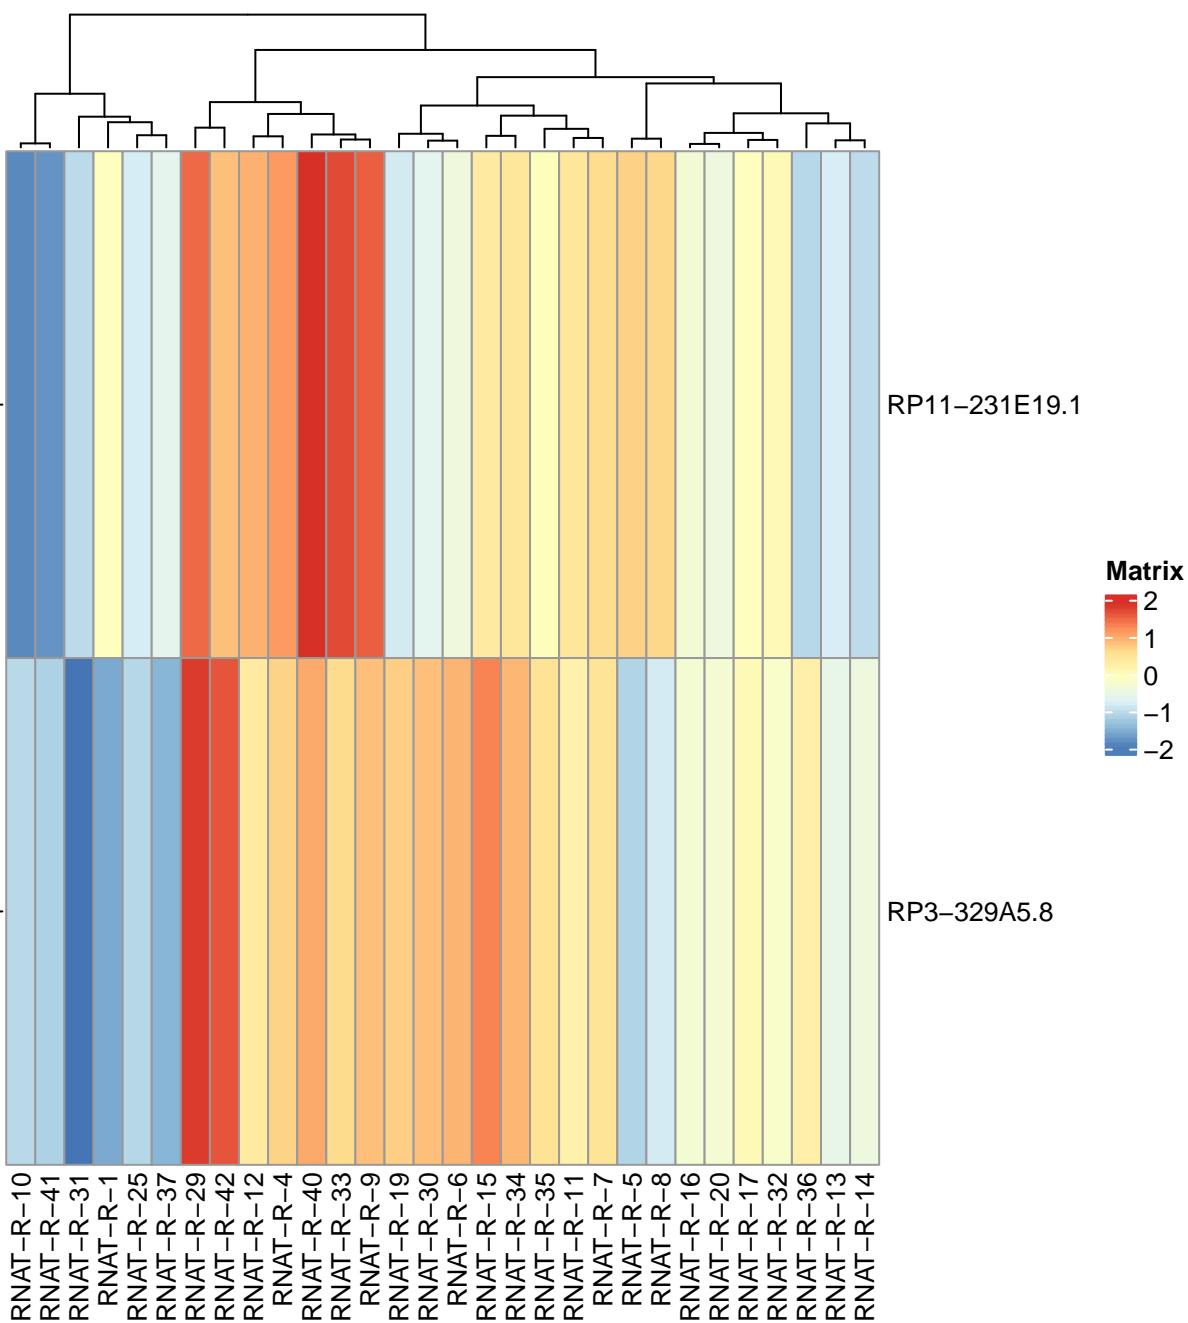 RP11−231E19.1
RP3−329A5.8
Matrix
2
1
0
−1
−2
RNAT−R−10
RNAT−R−41
RNAT−R−31
RNAT−R−1
RNAT−R−25
RNAT−R−37
RNAT−R−29
RNAT−R−42
RNAT−R−12
RNAT−R−4
RNAT−R−40
RNAT−R−33
RNAT−R−9
RNAT−R−19
RNAT−R−30
RNAT−R−6
RNAT−R−15
RNAT−R−34
RNAT−R−35
RNAT−R−11
RNAT−R−7
RNAT−R−5
RNAT−R−8
RNAT−R−16
RNAT−R−20
RNAT−R−17
RNAT−R−32
RNAT−R−36
RNAT−R−13
RNAT−R−14